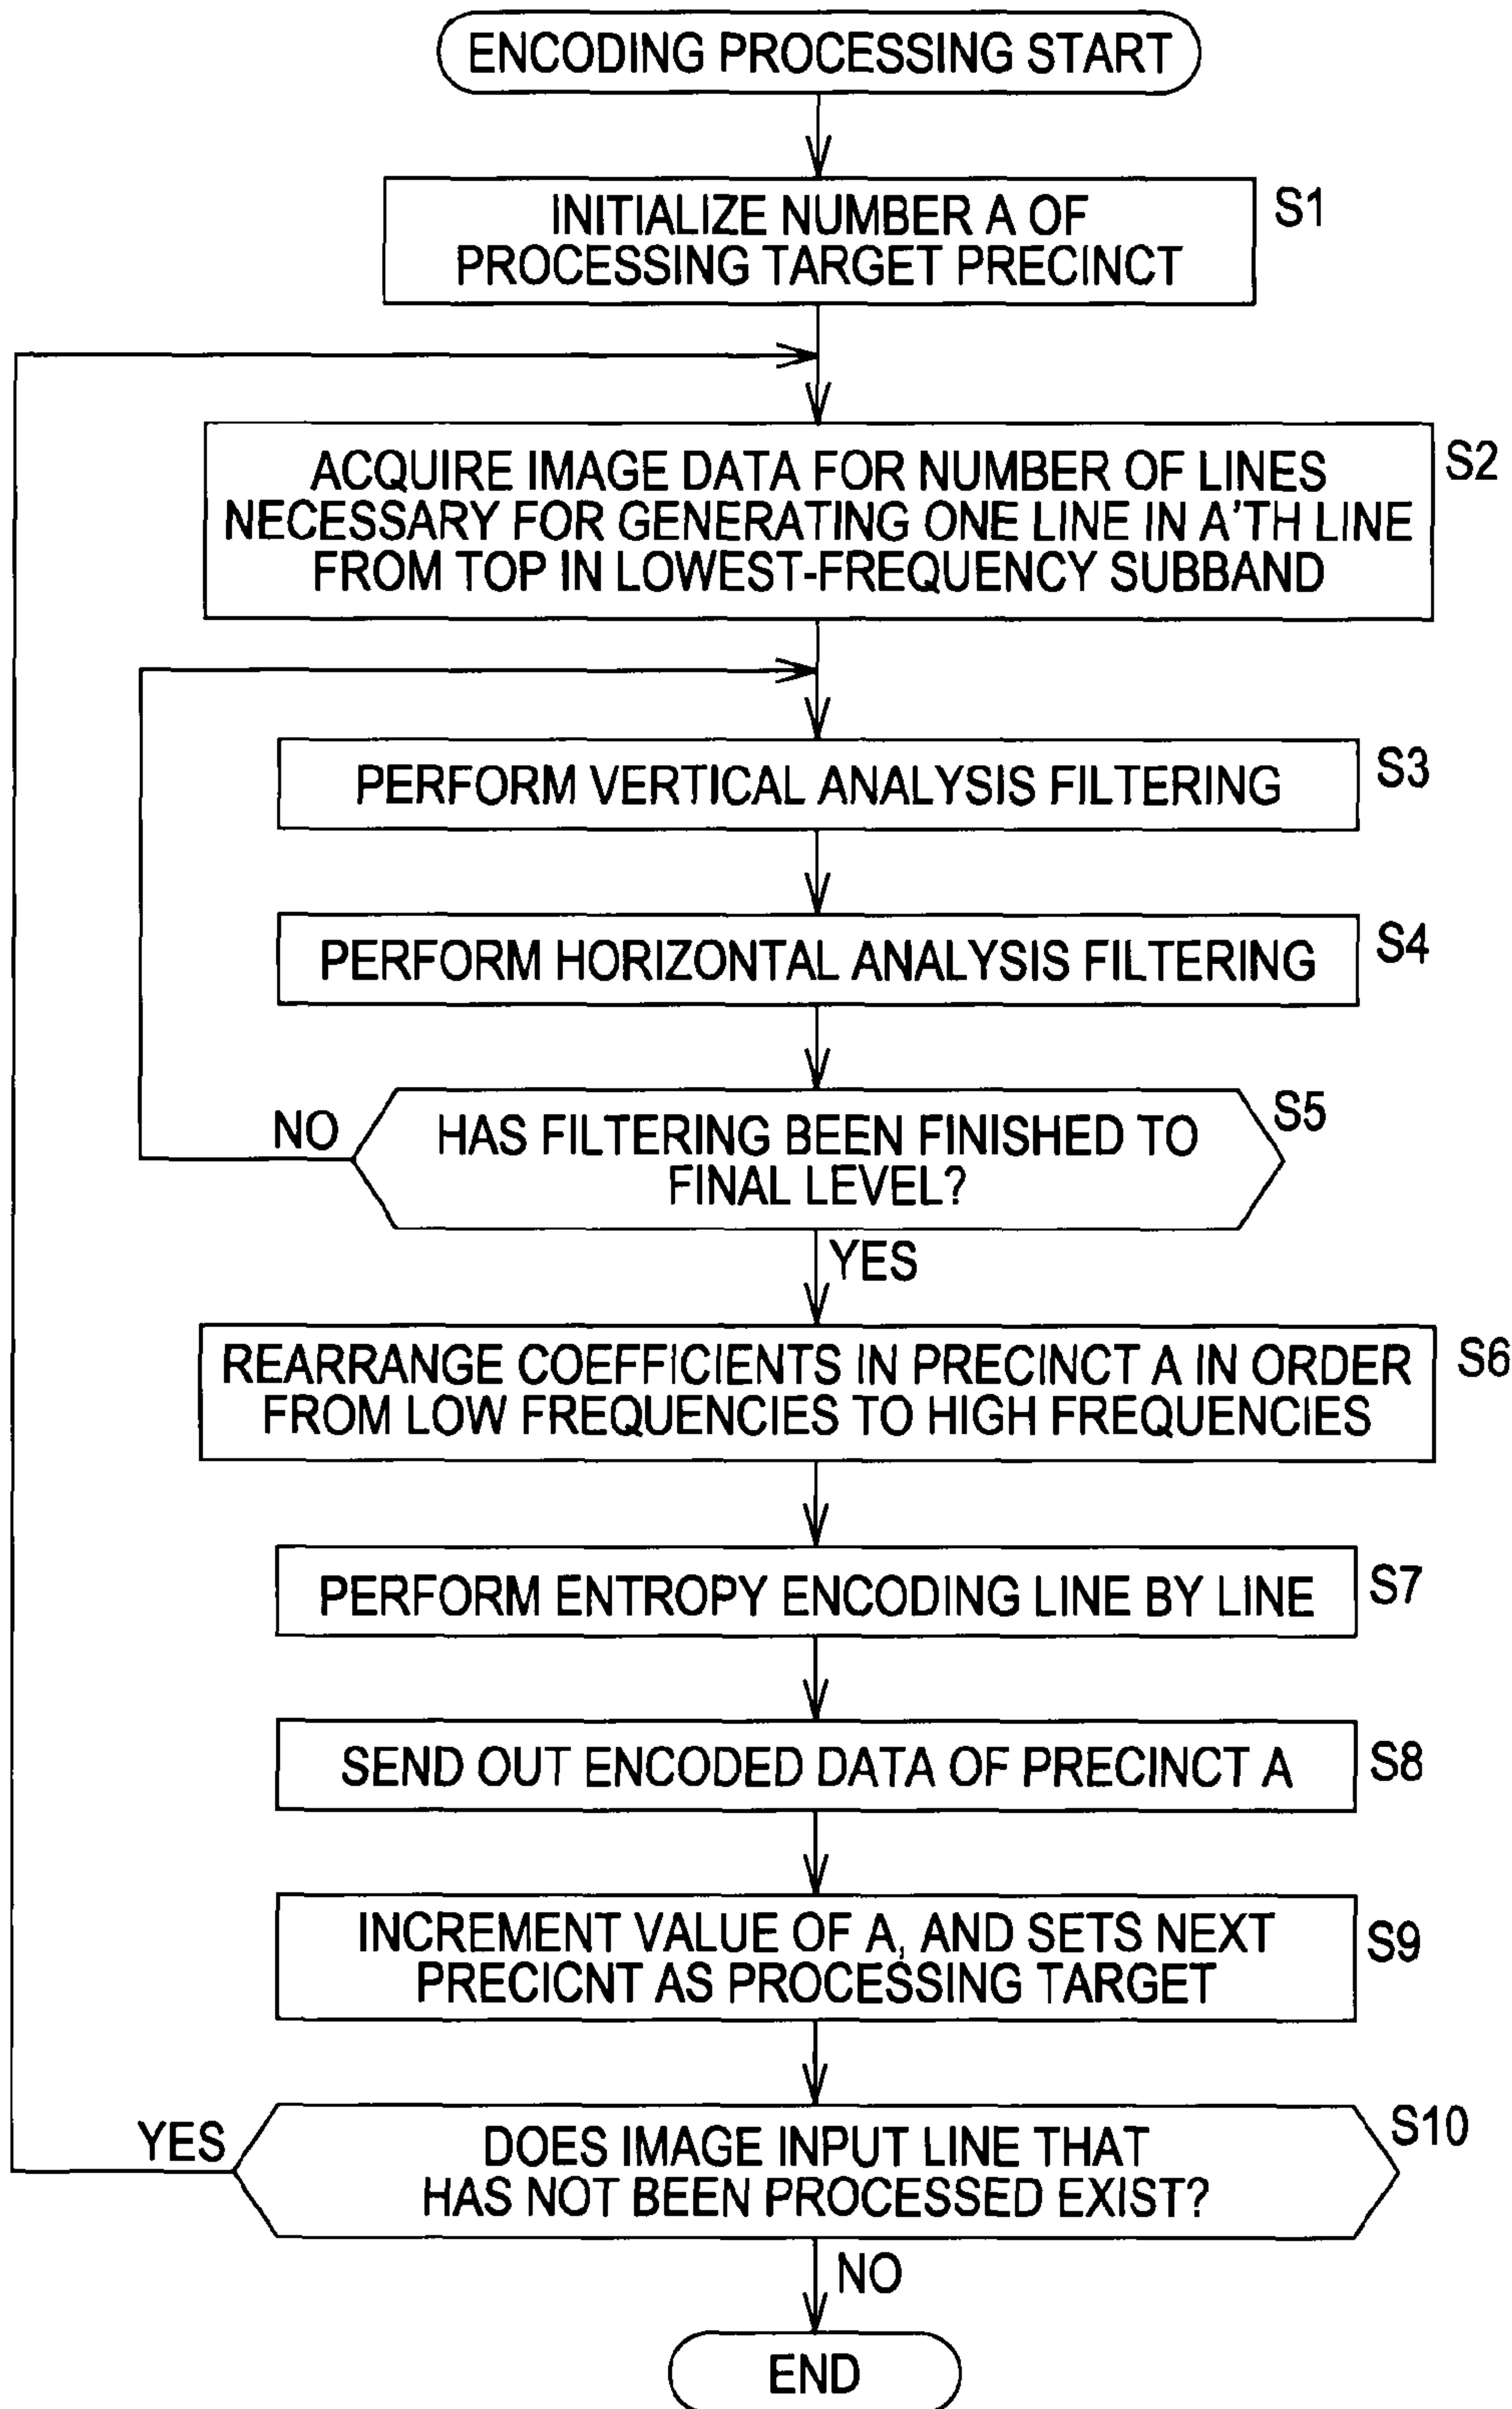 ENCODING PROCESSING START
INITIALIZE NUMBER A OF
PROCESSING TARGET PRECINCT
S1
ACQUIRE IMAGE DATA FOR NUMBER OF LINES
NECESSARY FOR GENERATING ONE LINE IN A'TH LINE
FROM TOP IN LOWEST-FREQUENCY SUBBAND
S2
PERFORM VERTICAL ANALYSIS FILTERING
S3
PERFORM HORIZONTAL ANALYSIS FILTERING
S4
HAS FILTERING BEEN FINISHED TO
FINAL LEVEL?
S5
NO
YES
REARRANGE COEFFICIENTS IN PRECINCT A IN ORDER
FROM LOW FREQUENCIES TO HIGH FREQUENCIES
S6
PERFORM ENTROPY ENCODING LINE BY LINE
S7
SEND OUT ENCODED DATA OF PRECINCT A
S8
INCREMENT VALUE OF A, AND SETS NEXT
PRECICNT AS PROCESSING TARGET
S9
DOES IMAGE INPUT LINE THAT
HAS NOT BEEN PROCESSED EXIST?
S10
YES
NO
END